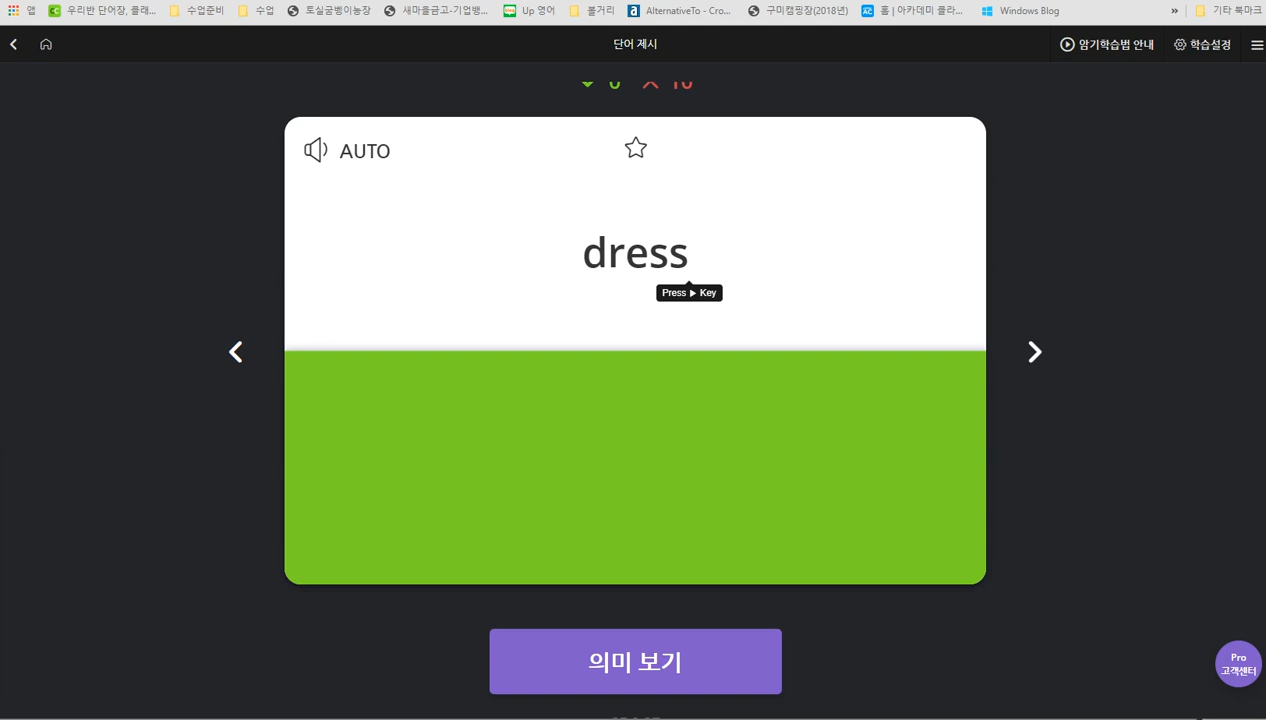 앱 우리반 단어장, 클래... 수업준비 수업 토실굼벵이농장 새마을금고-기업뱅... Up 영어 볼거리 AlternativeTo - Cro... 구미캠핑장(2018년) 홈 | 아카데미 클라... Windows Blog » 기타 북마크
단어 제시 암기학습법 안내 학습설정
AUTO
dress
Press ▶ Key
의미 보기
Pro
고객센터